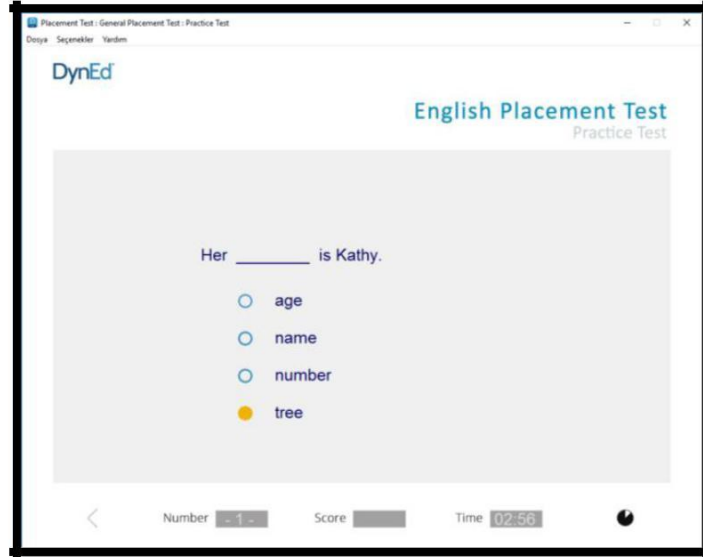 Placement Test : General Placement Test : Practice Test
Dosya Seçenekler Yardım
DynEd
English Placement Test
Practice Test
Her ________ is Kathy.
age
name
number
tree
Number - 1 - Score Time 02:56